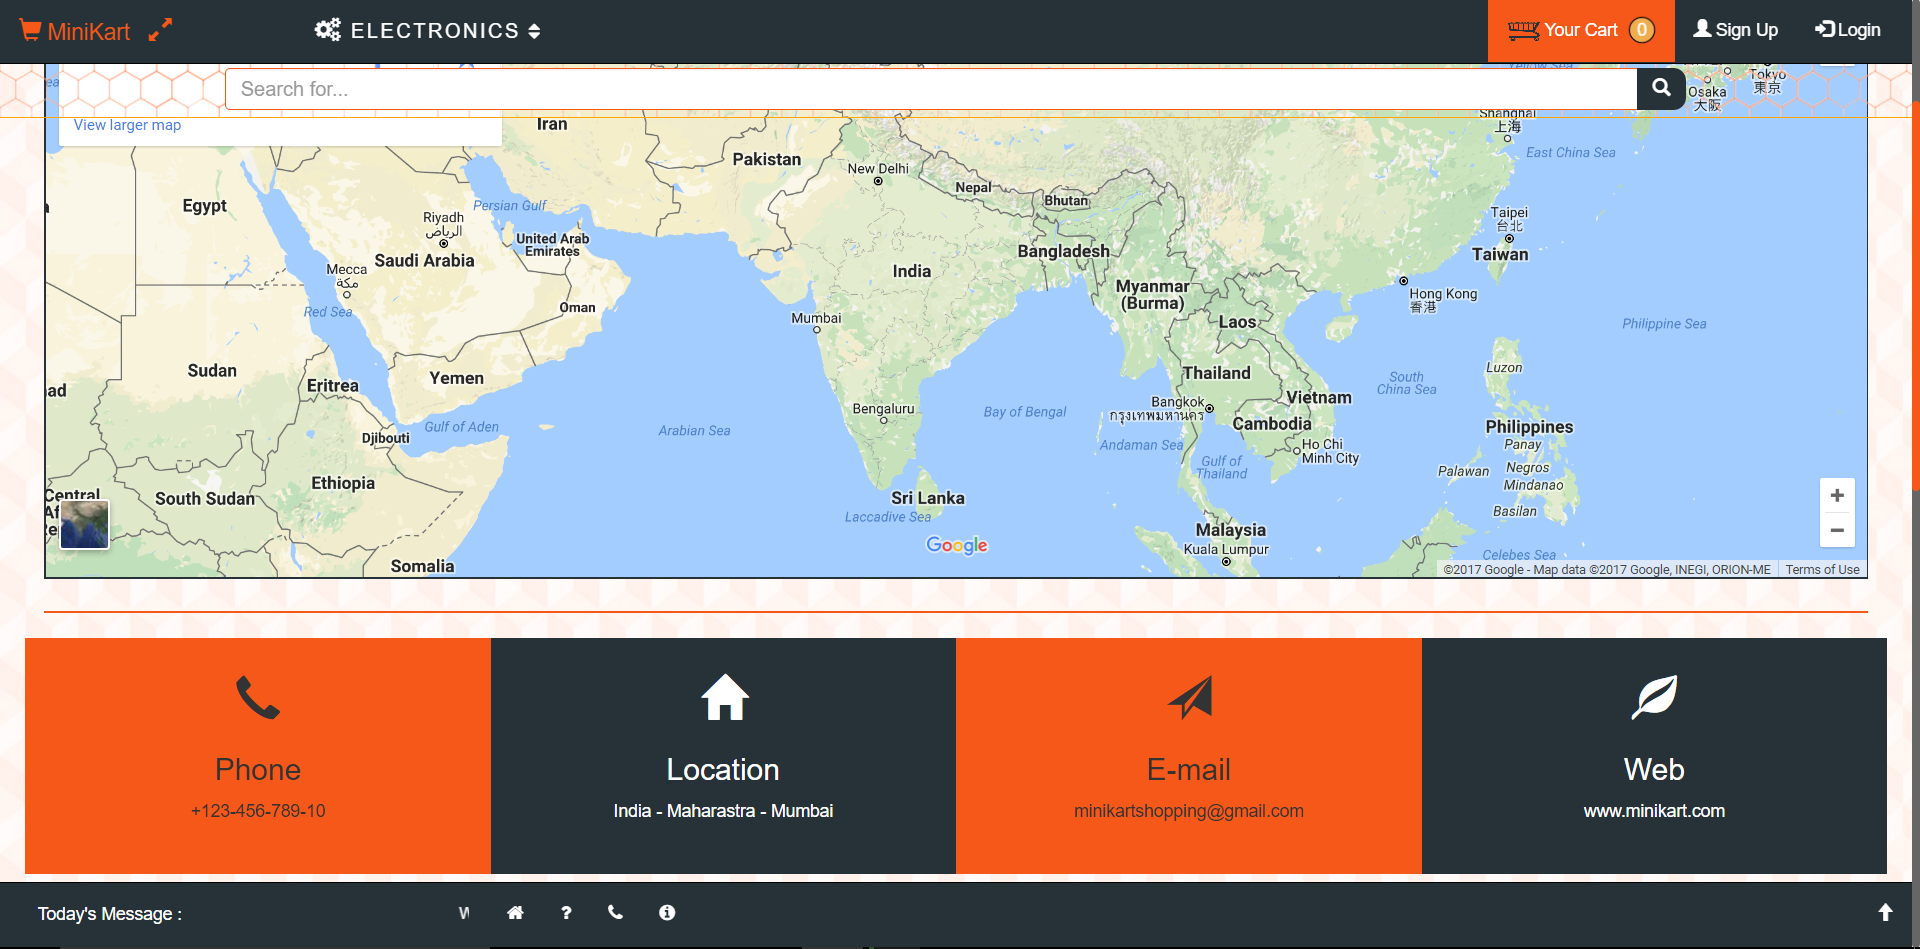 MiniKart
ELECTRONICS
Your Cart 0
Sign Up
Login
Search for...
View larger map
Yellow Sea
Tokyo
東京
Osaka
大阪
Shanghai
上海
East China Sea
Iran
Pakistan
New Delhi
Nepal
Bhutan
Egypt
Persian Gulf
Riyadh
الرياض
United Arab
Emirates
Saudi Arabia
Mecca
مكة
Red Sea
Oman
Bangladesh
India
Myanmar
(Burma)
Taipei
台北
Taiwan
Hong Kong
香港
Mumbai
Laos
Philippine Sea
Sudan
Eritrea
Yemen
Thailand
South
China Sea
Luzon
Vietnam
Bangkok
กรุงเทพมหานคร
Bengaluru
Bay of Bengal
Arabian Sea
Gulf of Aden
Djibouti
Cambodia
Philippines
Andaman Sea
Ho Chi
Minh City
Panay
Gulf of
Thailand
Palawan
Negros
Mindanao
Ethiopia
South Sudan
Central
Sri Lanka
Laccadive Sea
Basilan
Malaysia
Kuala Lumpur
Google
Celebes Sea
Somalia
©2017 Google - Map data ©2017 Google, INEGI, ORION-ME
Terms of Use
Phone
+123-456-789-10
Location
India - Maharastra - Mumbai
E-mail
minikartshopping@gmail.com
Web
www.minikart.com
Today's Message :